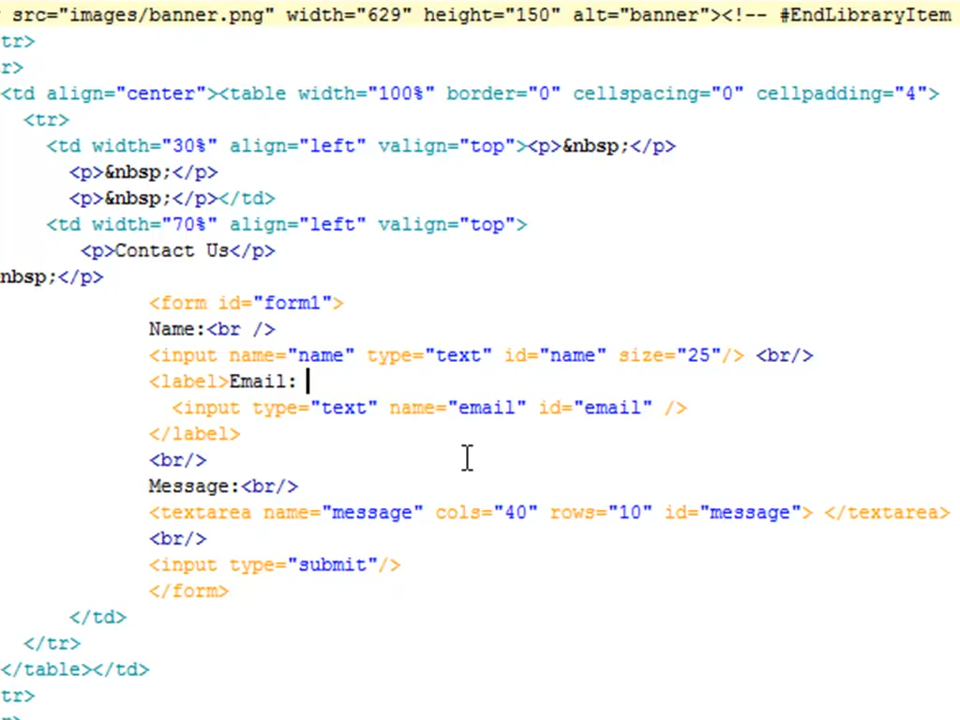 src="images/banner.png" width="629" height="150" alt="banner"><!-- #EndLibraryItem
tr>
r>
<td align="center"><table width="100%" border="0" cellspacing="0" cellpadding="4">
<tr>
<td width="30%" align="left" valign="top"><p>&nbsp;</p>
<p>&nbsp;</p>
<p>&nbsp;</p></td>
<td width="70%" align="left" valign="top">
<p>Contact Us</p>
nbsp;</p>
<form id="form1">
Name:<br />
<input name="name" type="text" id="name" size="25"/> <br/>
<label>Email:
<input type="text" name="email" id="email" />
</label>
<br/>
Message:<br/>
<textarea name="message" cols="40" rows="10" id="message"> </textarea>
<br/>
<input type="submit"/>
</form>
</td>
</tr>
</table></td>
tr>